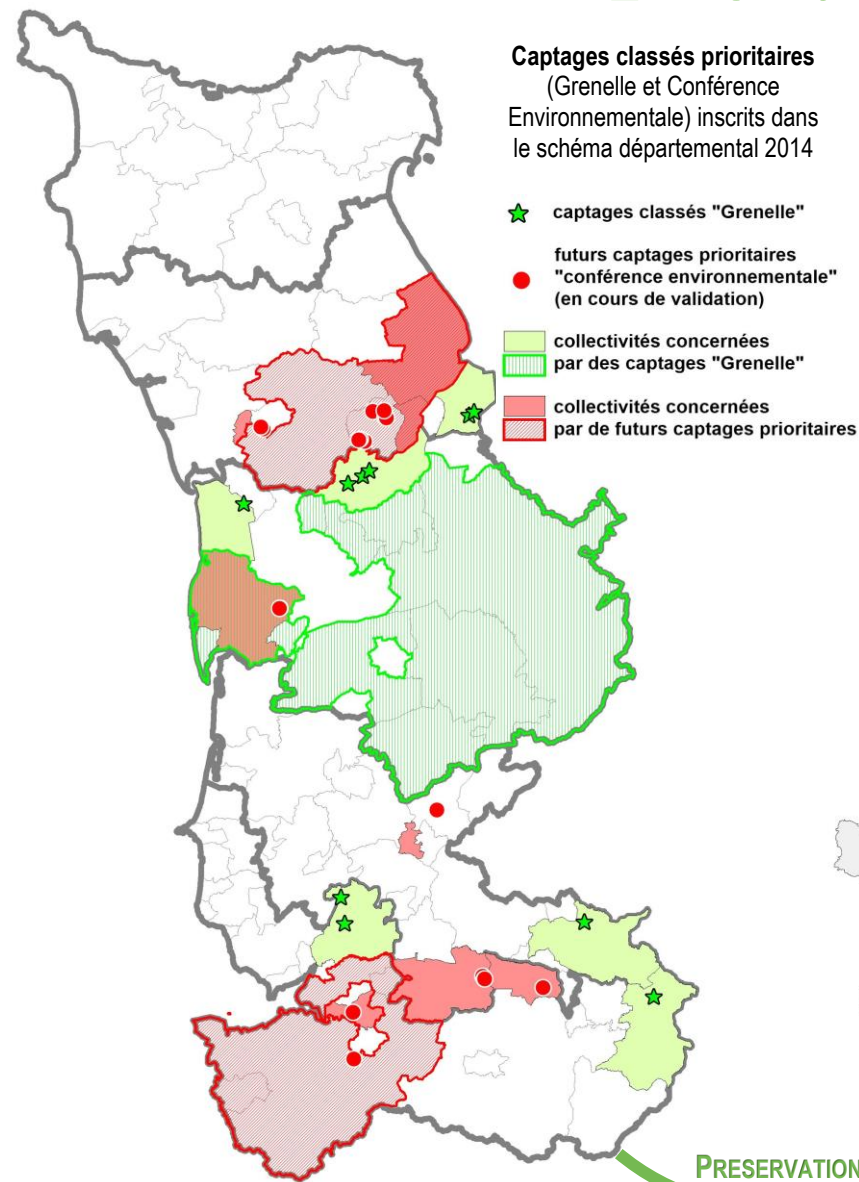 Captages classés prioritaires
(Grenelle et Conférence
Environnementale) inscrits dans
le schéma départemental 2014
captages classés "Grenelle"
futurs captages prioritaires
"conférence environnementale"
(en cours de validation)
collectivités concernées
par des captages "Grenelle"
collectivités concernées
par de futurs captages prioritaires
PRESERVATION